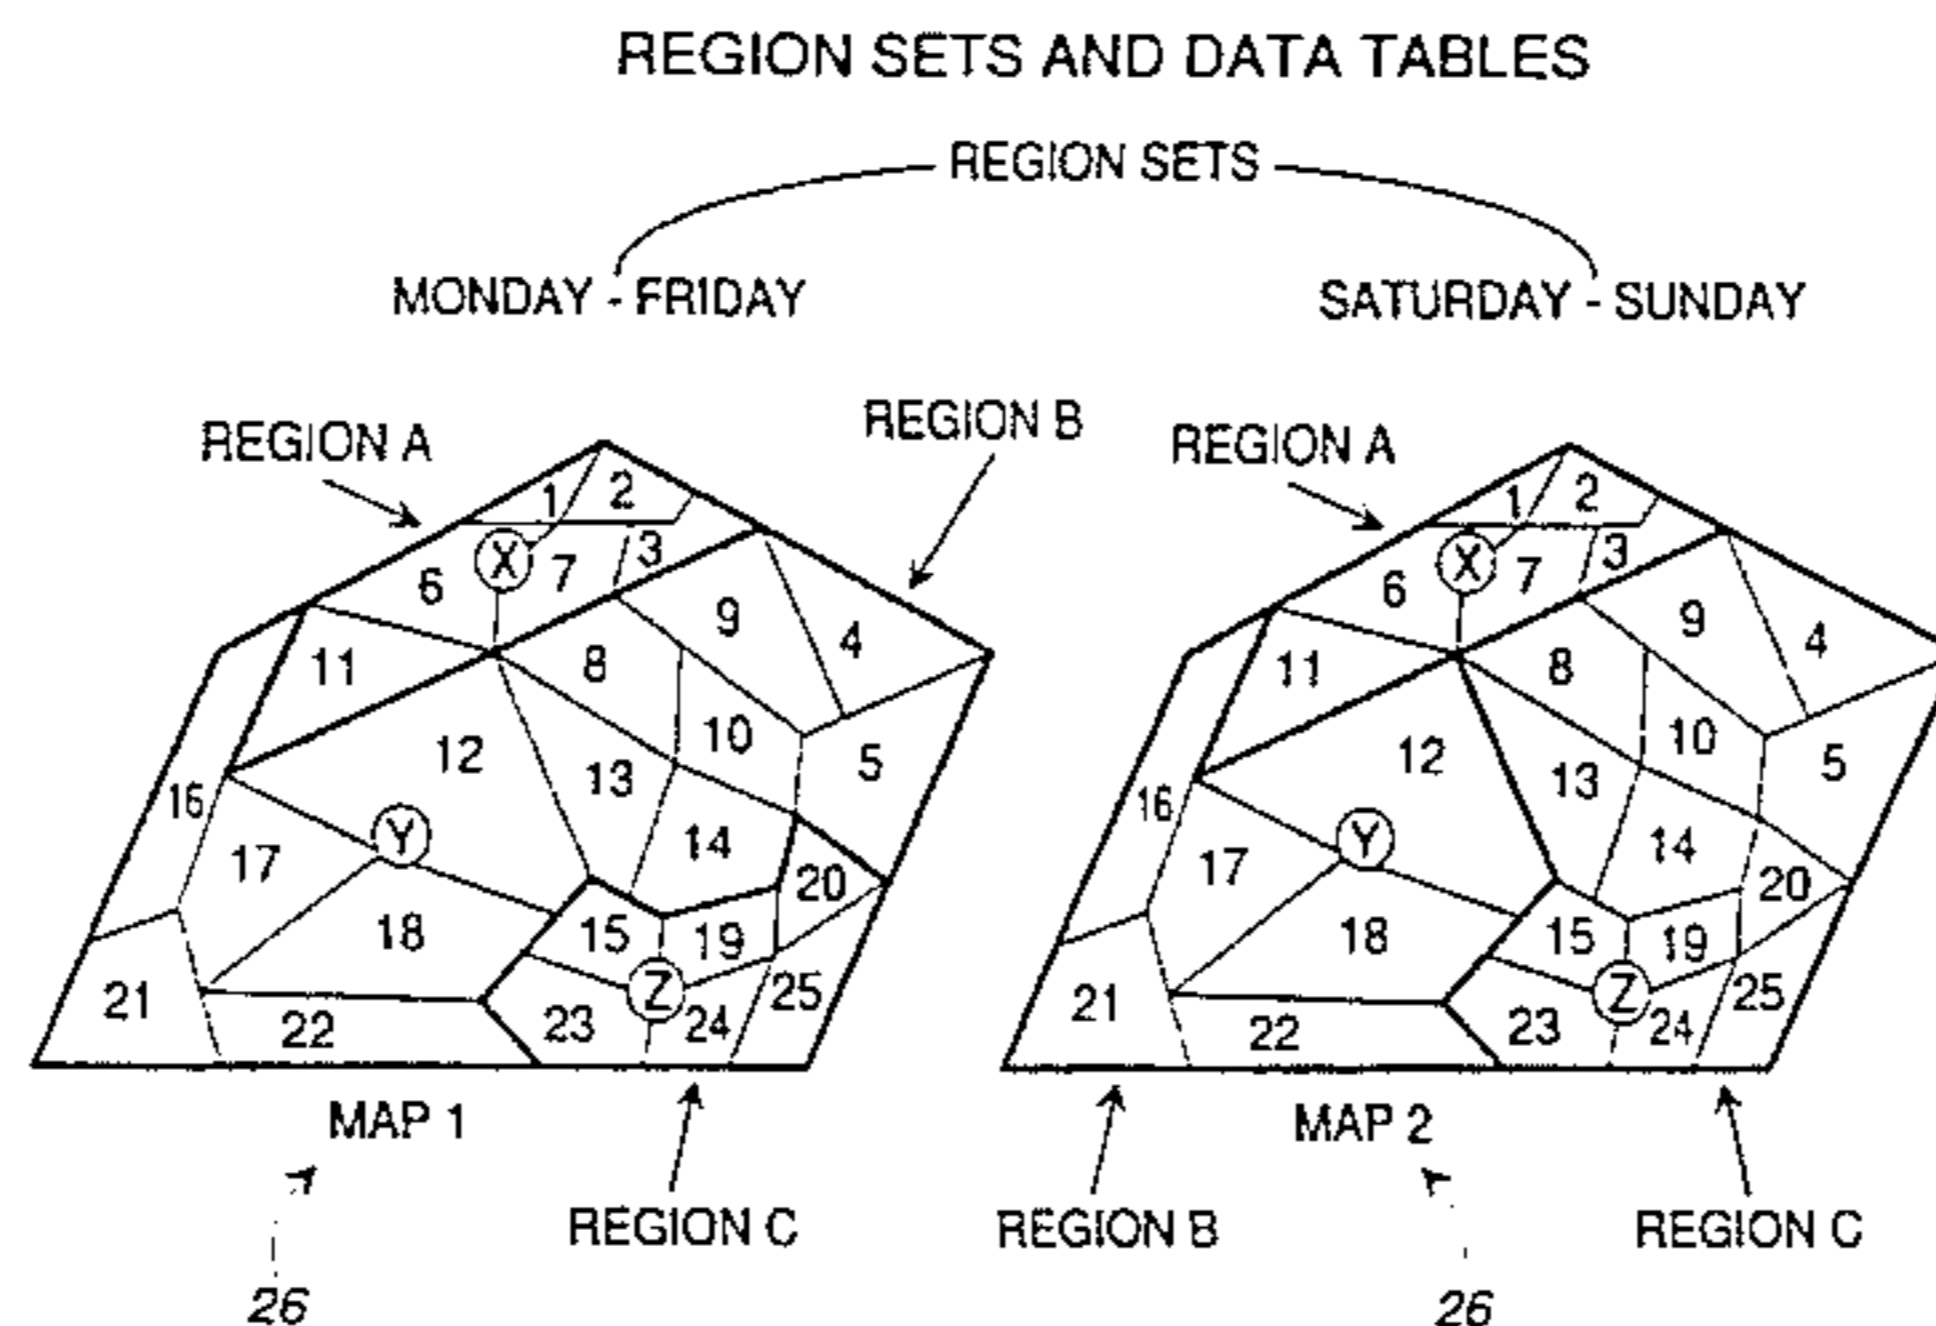 REGION SETS AND DATA TABLES
REGION SETS
MONDAY - FRIDAY
SATURDAY - SUNDAY
REGION A
REGION B
1
2
X
3
6
7
9
4
11
8
10
12
13
5
16
Y
17
14
20
18
15
19
Z
21
22
23
24
25
MAP 1
REGION C
26
REGION A
1
2
X
3
6
7
9
4
11
8
10
12
13
5
16
Y
17
14
20
18
15
19
Z
21
22
23
24
25
MAP 2
REGION B
REGION C
26